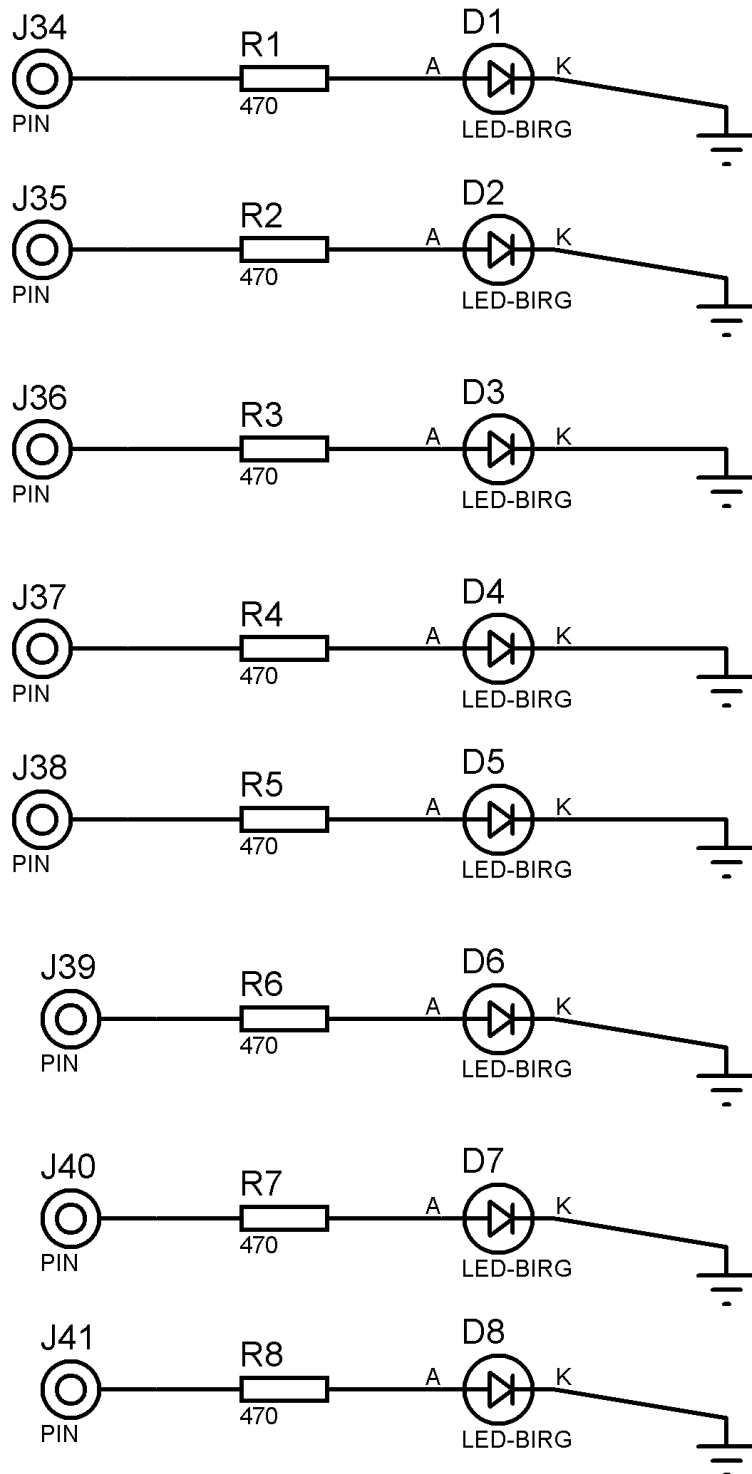 J34 R1 D1
A K
PIN 470 LED-BIRG
J35 R2 D2
A K
PIN 470 LED-BIRG
J36 R3 D3
A K
PIN 470 LED-BIRG
J37 R4 D4
A K
PIN 470 LED-BIRG
J38 R5 D5
A K
PIN 470 LED-BIRG
J39 R6 D6
A K
PIN 470 LED-BIRG
J40 R7 D7
A K
PIN 470 LED-BIRG
J41 R8 D8
A K
PIN 470 LED-BIRG